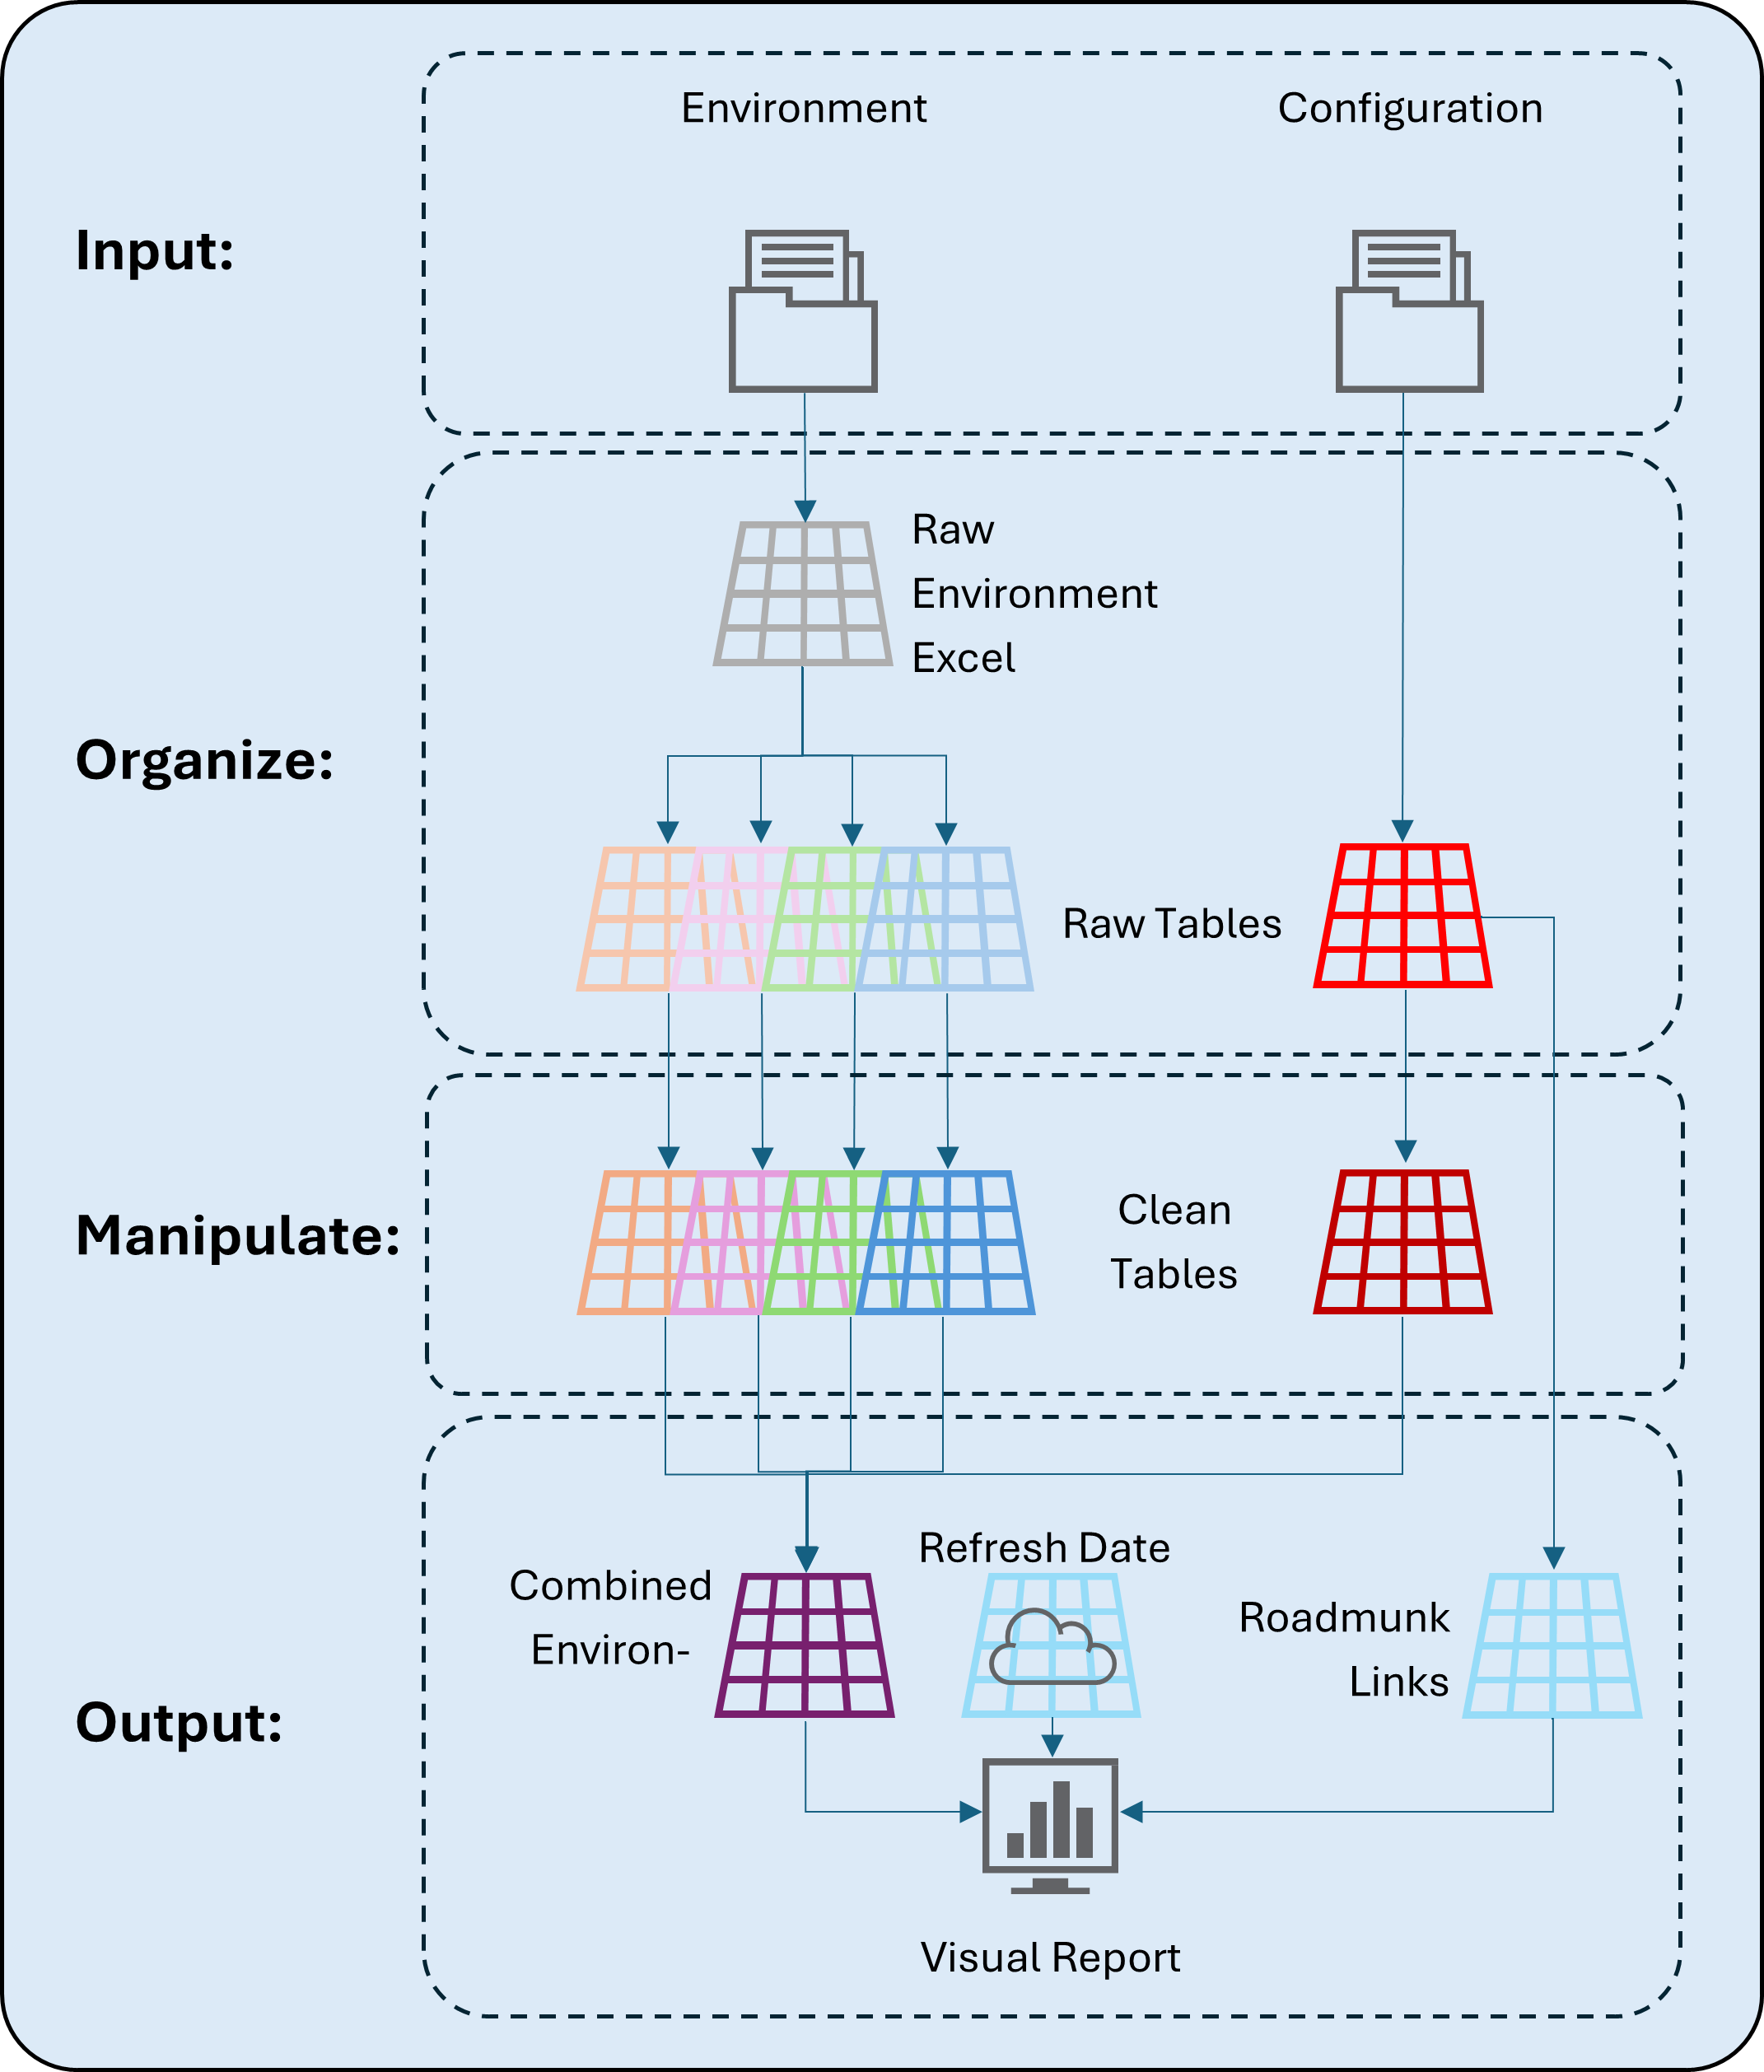 Environment
Configuration
Input:
Raw
Environment
Excel
Organize:
Raw Tables
Clean
Tables
Manipulate:
Refresh Date
Combined
Environ-
Roadmunk
Links
Output:
Visual Report